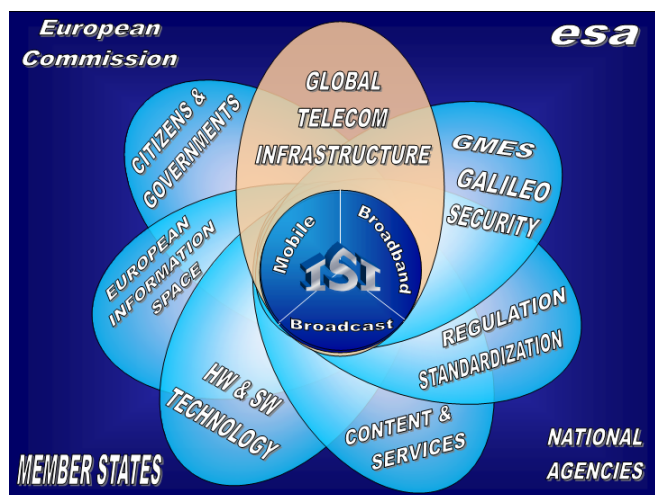 European
Commission
esa
GLOBAL
TELECOM
INFRASTRUCTURE
CITIZENS &
GOVERNMENTS
GMES
GALILEO
SECURITY
EUROPEAN
INFORMATION
SPACE
Mobile
Broadband
ISI
Broadcast
REGULATION
STANDARDIZATION
HW & SW
TECHNOLOGY
CONTENT &
SERVICES
MEMBER STATES
NATIONAL
AGENCIES